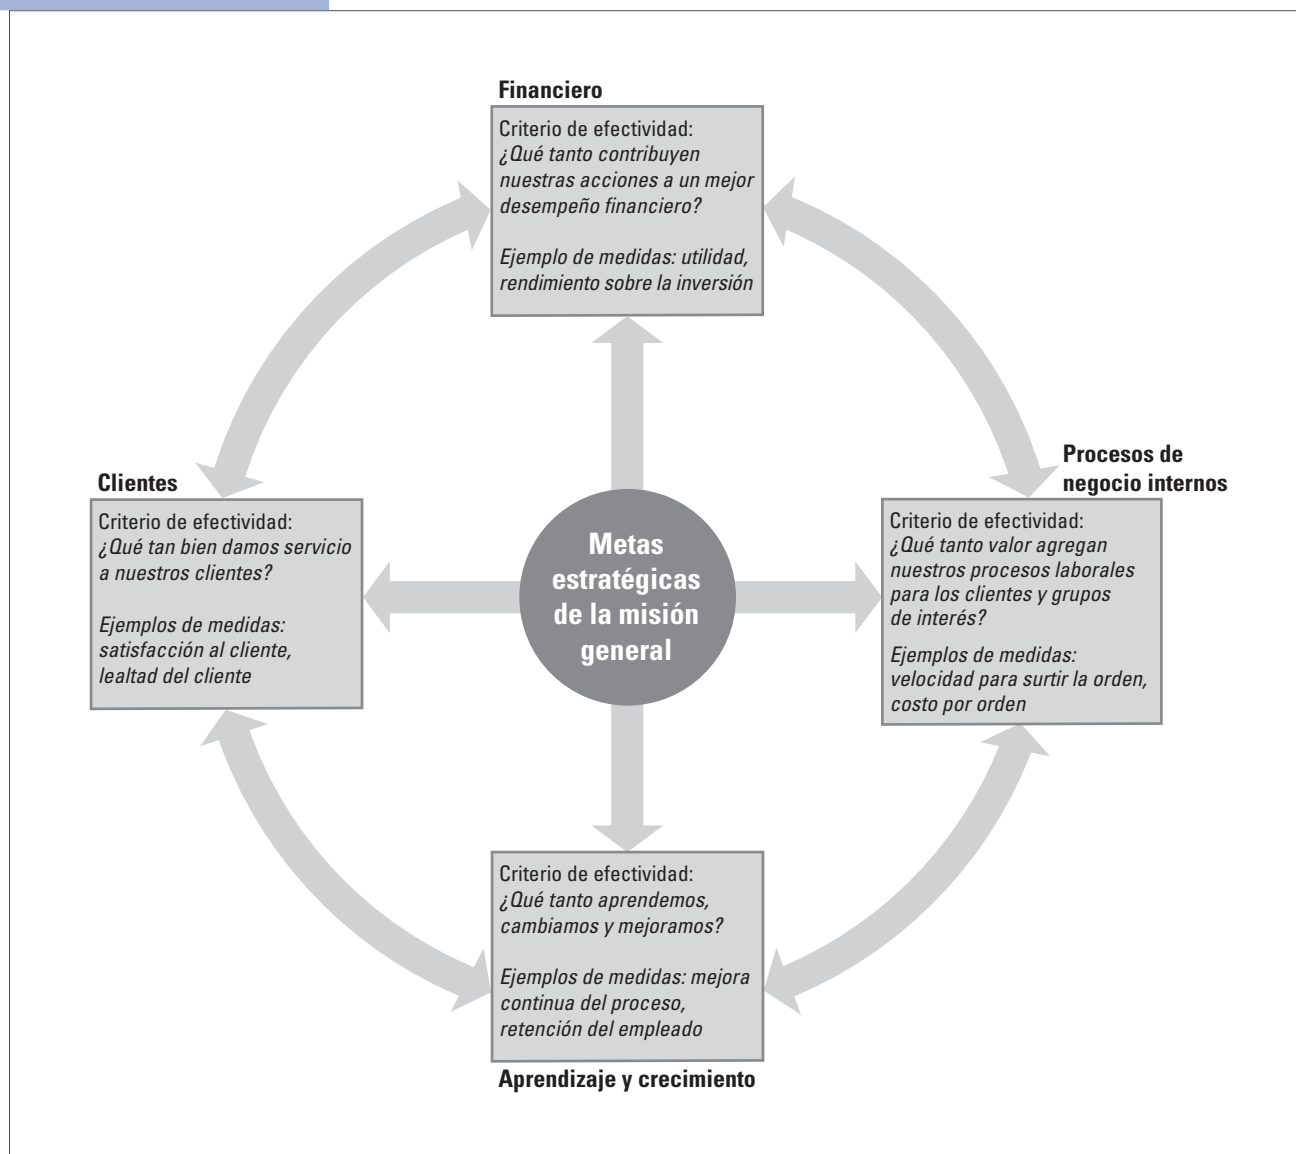 Financiero
Criterio de efectividad:
¿Qué tanto contribuyen
nuestras acciones a un mejor
desempeño financiero?
Ejemplo de medidas: utilidad,
rendimiento sobre la inversión
Clientes
Criterio de efectividad:
¿Qué tan bien damos servicio
a nuestros clientes?
Ejemplos de medidas:
satisfacción al cliente,
lealtad del cliente
Metas
estratégicas
de la misión
general
Procesos de
negocio internos
Criterio de efectividad:
¿Qué tanto valor agregan
nuestros procesos laborales
para los clientes y grupos
de interés?
Ejemplos de medidas:
velocidad para surtir la orden,
costo por orden
Criterio de efectividad:
¿Qué tanto aprendemos,
cambiamos y mejoramos?
Ejemplos de medidas: mejora
continua del proceso,
retención del empleado
Aprendizaje y crecimiento